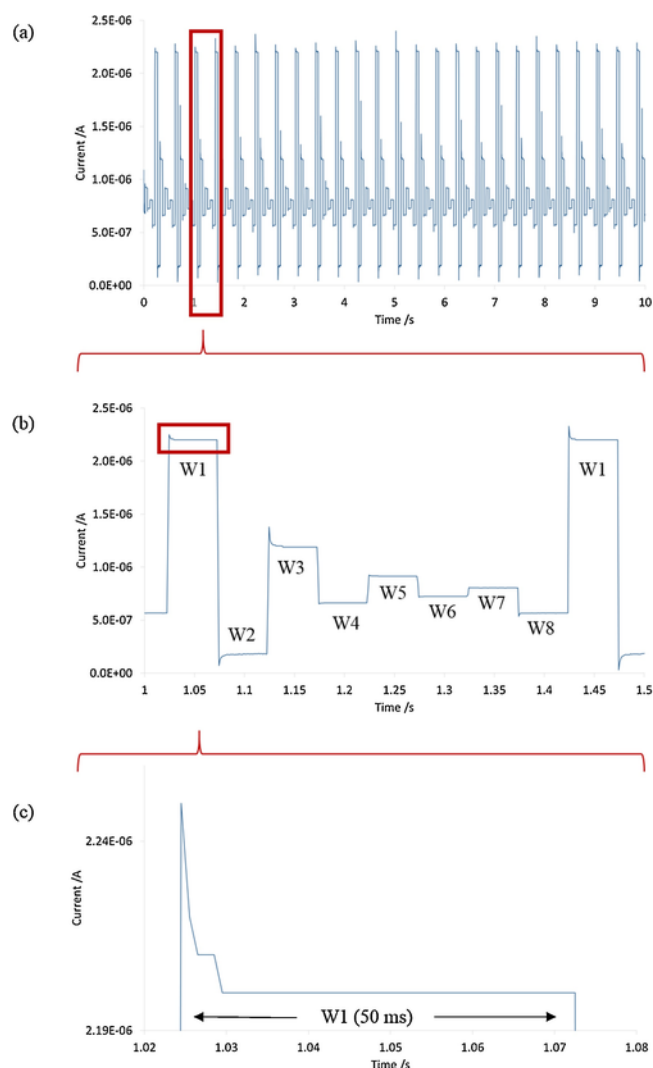 (a)
Current /A
2.5E-06
2.0E-06
1.5E-06
1.0E-06
5.0E-07
0.0E+00
0 1 2 3 4 5 6 7 8 9 10
Time /s
(b)
Current /A
2.5E-06
2.0E-06
1.5E-06
1.0E-06
5.0E-07
0.0E+00
W1 W2 W3 W4 W5 W6 W7 W8 W1
1 1.05 1.1 1.15 1.2 1.25 1.3 1.35 1.4 1.45 1.5
Time /s
(c)
Current /A
2.24E-06
2.19E-06
W1 (50 ms)
1.02 1.03 1.04 1.05 1.06 1.07 1.08
Time /s